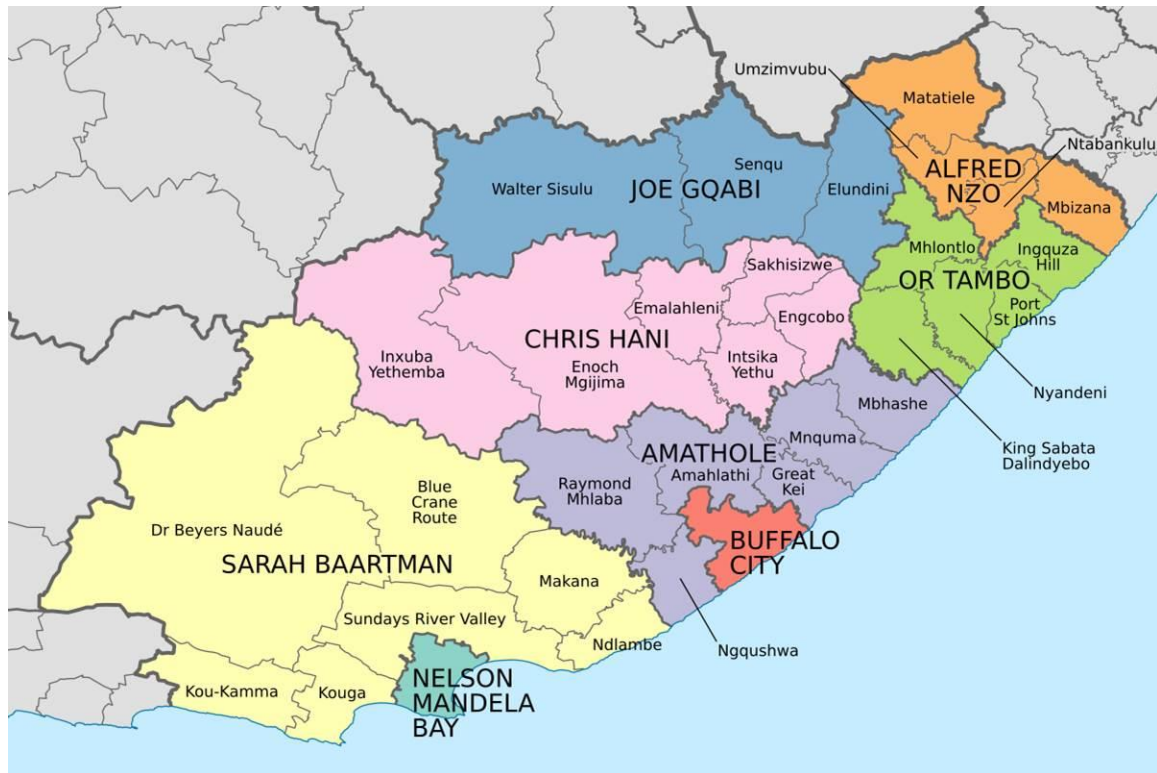 Umzimvubu
Matatiele
Ntabankulu
ALFRED
NZO
Mbizana
Walter Sisulu
Senqu
JOE GQABI
Elundini
Mhlontlo
Ingquza
Hill
OR TAMBO
Port
St Johns
Nyandeni
King Sabata
Dalindyebo
Sakhisizwe
Emalahleni
Engcobo
CHRIS HANI
Inxuba
Yethemba
Enoch
Mgijima
Intsika
Yethu
Mbhashe
Mnquma
AMATHOLE
Amahlathi
Great
Kei
Raymond
Mhlaba
BUFFALO
CITY
Ngqushwa
Blue
Crane
Route
Dr Beyers Naudé
SARAH BAARTMAN
Makana
Sundays River Valley
Ndlambe
Kou-Kamma
Kouga
NELSON
MANDELA
BAY